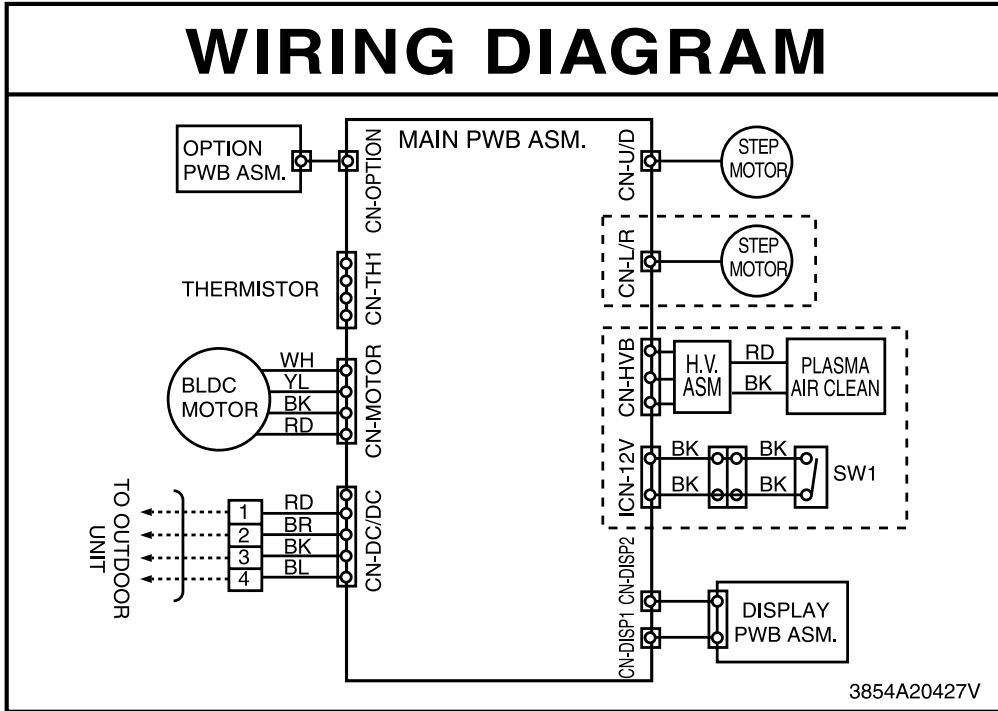 WIRING DIAGRAM
OPTION
PWB ASM.
CN-OPTION
MAIN PWB ASM.
CN-U/D
STEP
MOTOR
THERMISTOR
CN-TH1
CN-L/R
STEP
MOTOR
BLDC
MOTOR
WH
YL
BK
RD
CN-MOTOR
CN-HVB
H.V.
ASM
RD
BK
PLASMA
AIR CLEAN
ICN-12V
BK
BK
BK
BK
SW1
TO OUTDOOR
UNIT
1
2
3
4
RD
BR
BK
BL
CN-DC/DC
CN-DISP2
CN-DISP1
DISPLAY
PWB ASM.
3854A20427V